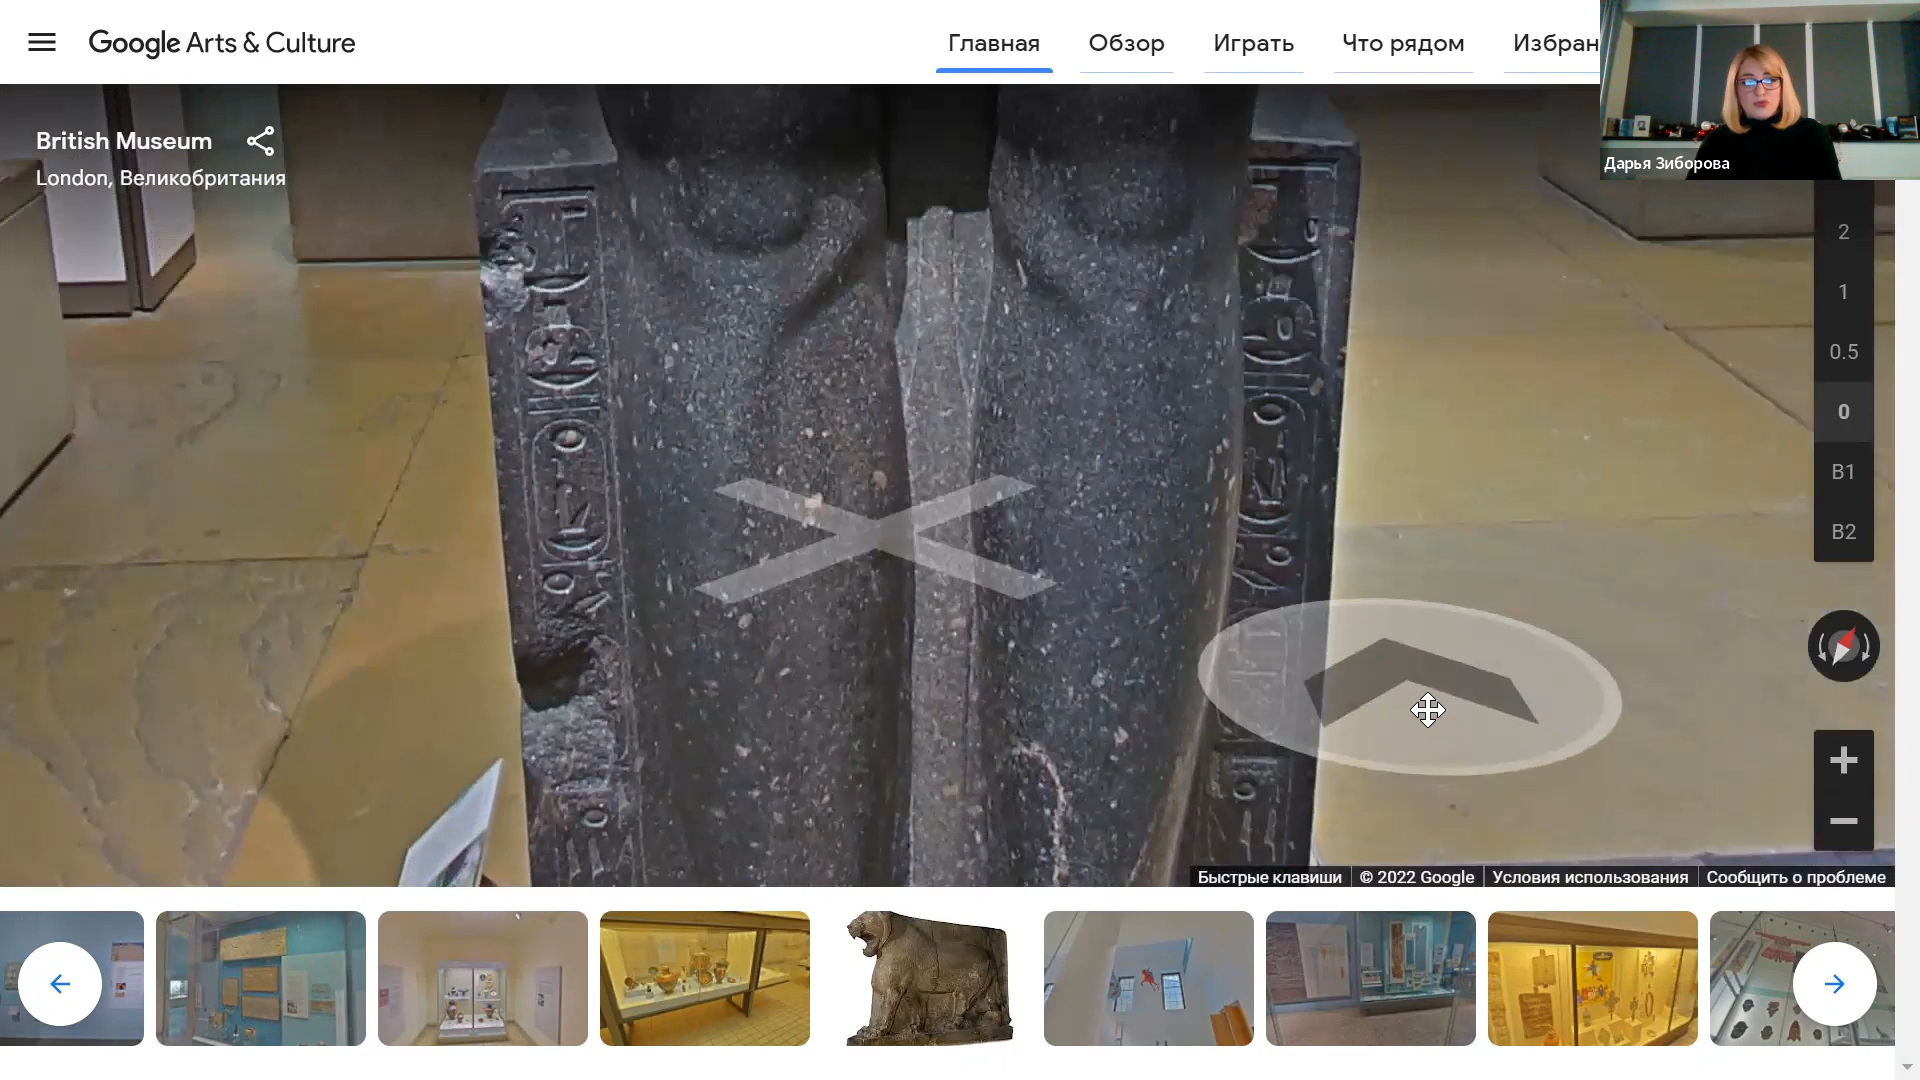 Google Arts & Culture
Главная
Обзор
Играть
Что рядом
Избран
British Museum
London, Великобритания
Дарья Зиборова
2
1
0.5
0
B1
B2
Быстрые клавиши
© 2022 Google
Условия использования
Сообщить о проблеме